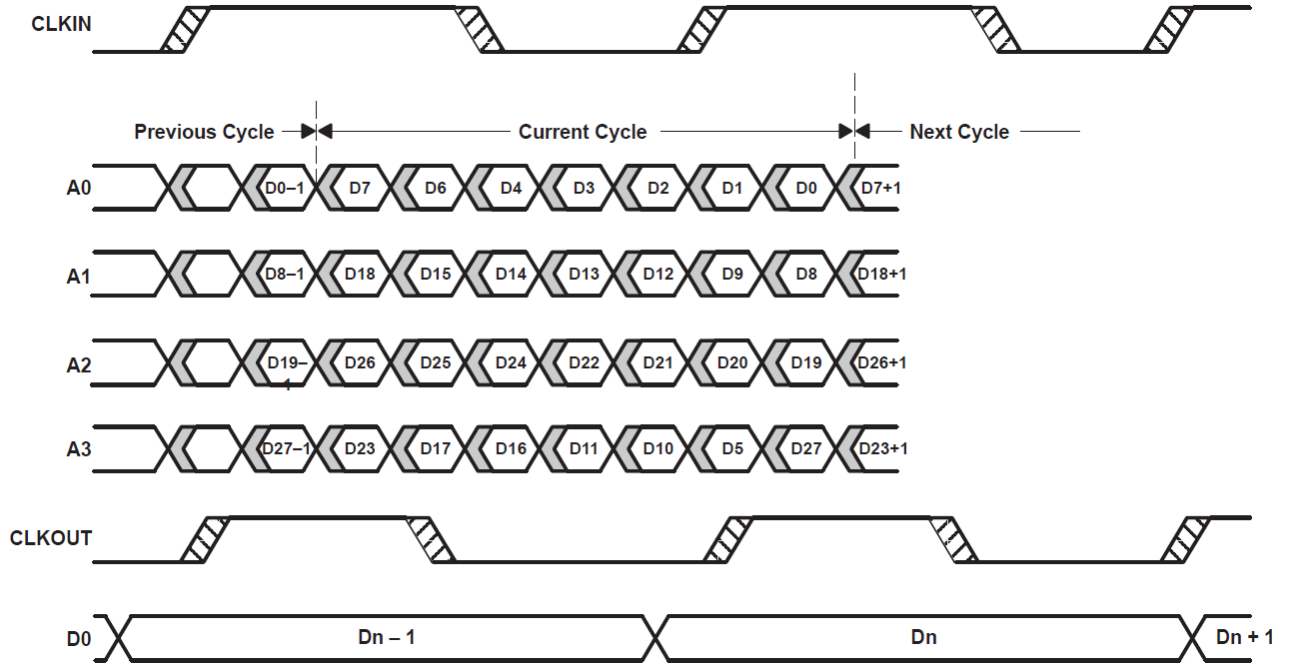 CLKIN
Previous Cycle Current Cycle Next Cycle
A0 D0–1 D7 D6 D4 D3 D2 D1 D0 D7+1
A1 D8–1 D18 D15 D14 D13 D12 D9 D8 D18+1
A2 D19–1 D26 D25 D24 D22 D21 D20 D19 D26+1
A3 D27–1 D23 D17 D16 D11 D10 D5 D27 D23+1
CLKOUT
D0 Dn – 1 Dn Dn + 1